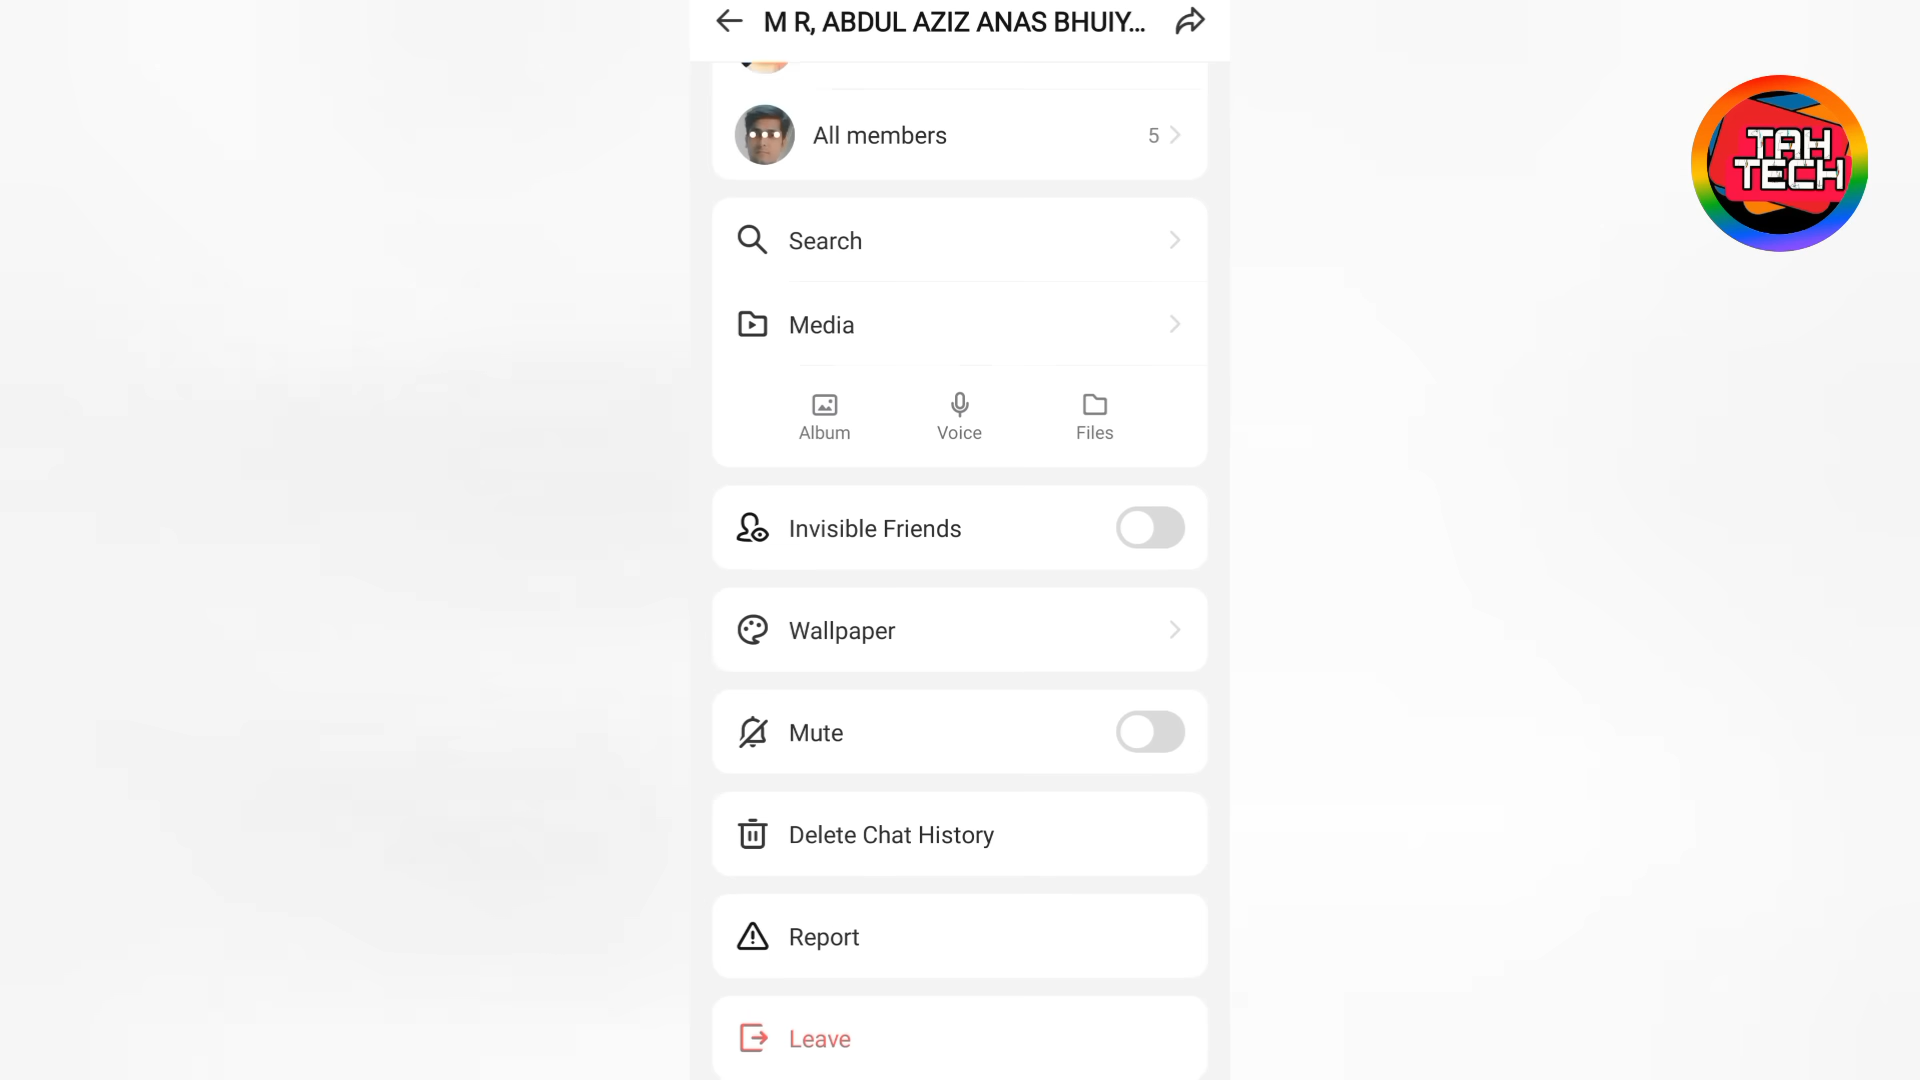 M R, ABDUL AZIZ ANAS BHUIY...
All members 5
TAH
TECH
Search
Media
Album Voice Files
Invisible Friends
Wallpaper
Mute
Delete Chat History
Report
Leave